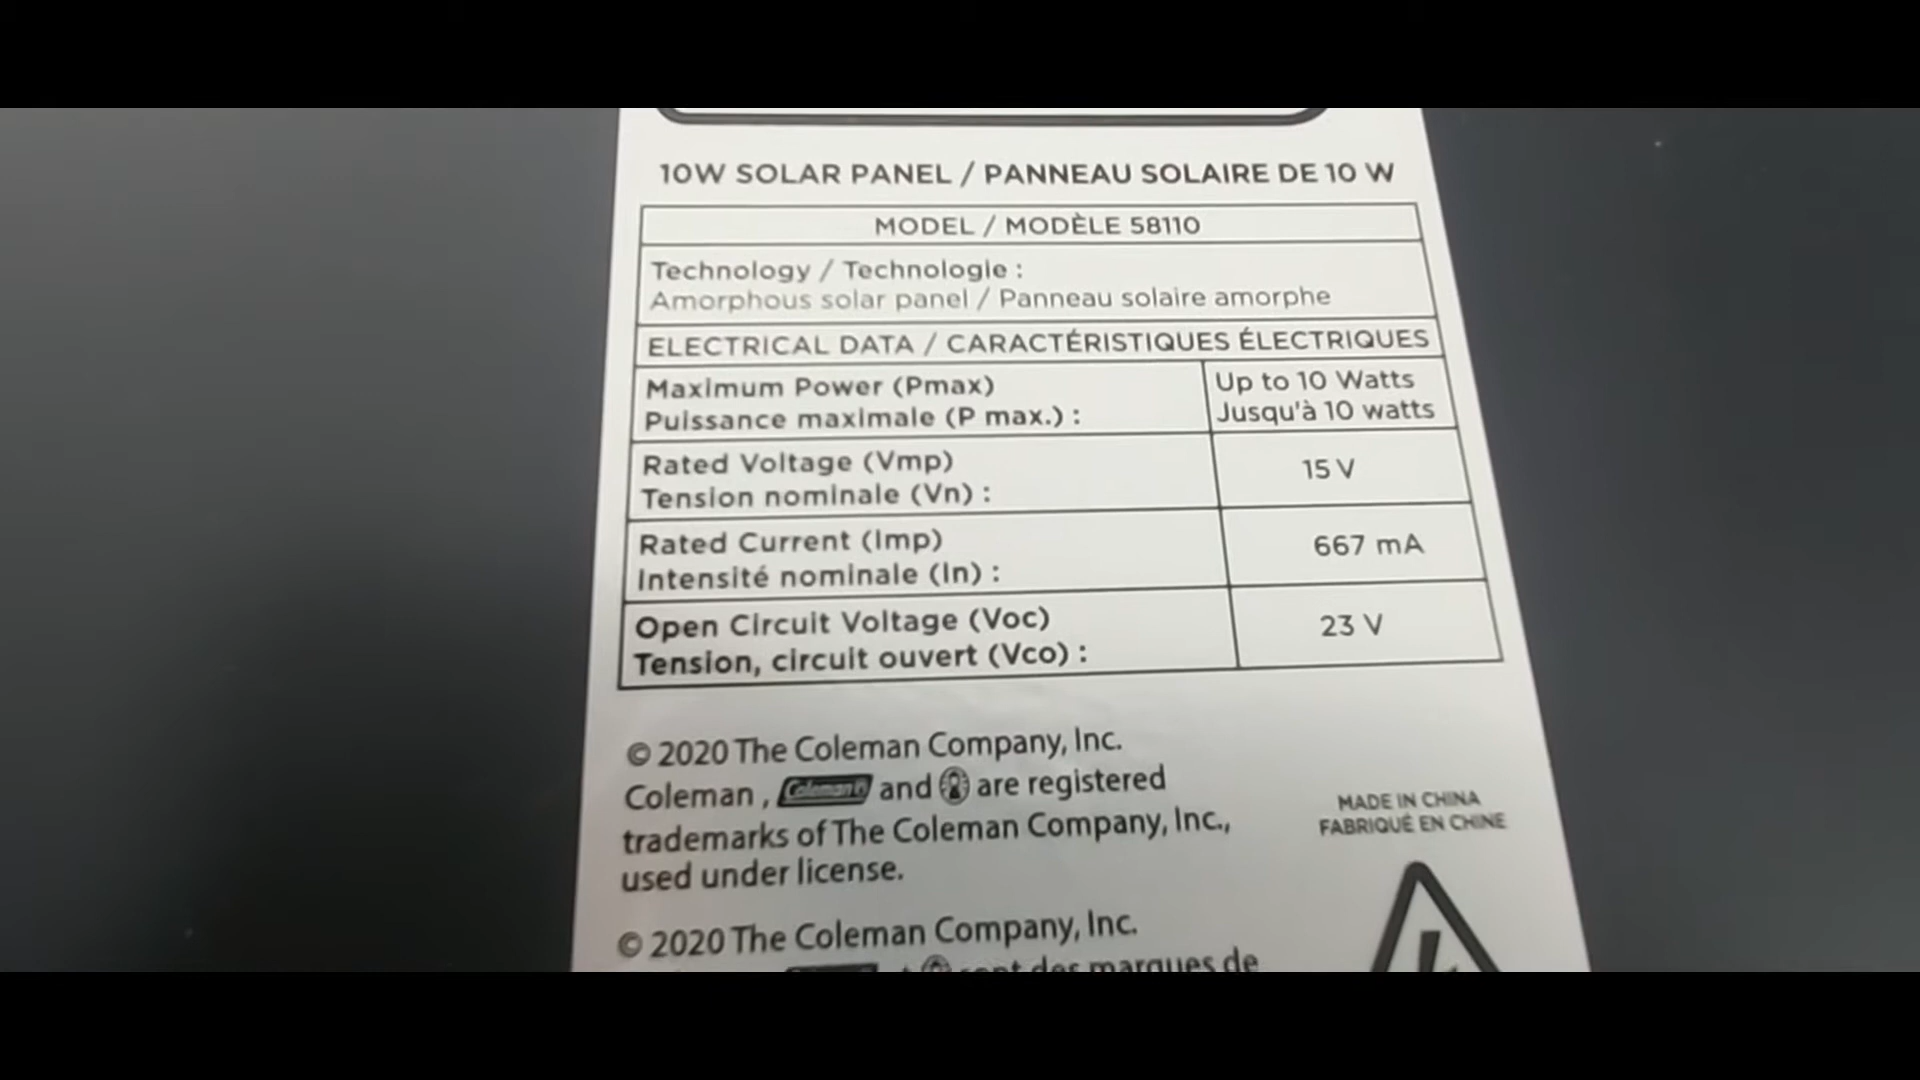 10W SOLAR PANEL / PANNEAU SOLAIRE DE 10 W
MODEL / MODÈLE 58110
Technology / Technologie :
Amorphous solar panel / Panneau solaire amorphe
ELECTRICAL DATA / CARACTÉRISTIQUES ÉLECTRIQUES
Maximum Power (Pmax)
Puissance maximale (P max.) :
Up to 10 Watts
Jusqu'à 10 watts
Rated Voltage (Vmp)
Tension nominale (Vn) :
15 V
Rated Current (Imp)
Intensité nominale (In) :
667 mA
Open Circuit Voltage (Voc)
Tension, circuit ouvert (Vco) :
23 V
© 2020 The Coleman Company, Inc.
Coleman , Coleman® and are registered
trademarks of The Coleman Company, Inc.,
used under license.
MADE IN CHINA
FABRIQUÉ EN CHINE
© 2020 The Coleman Company, Inc.
sont des marques de